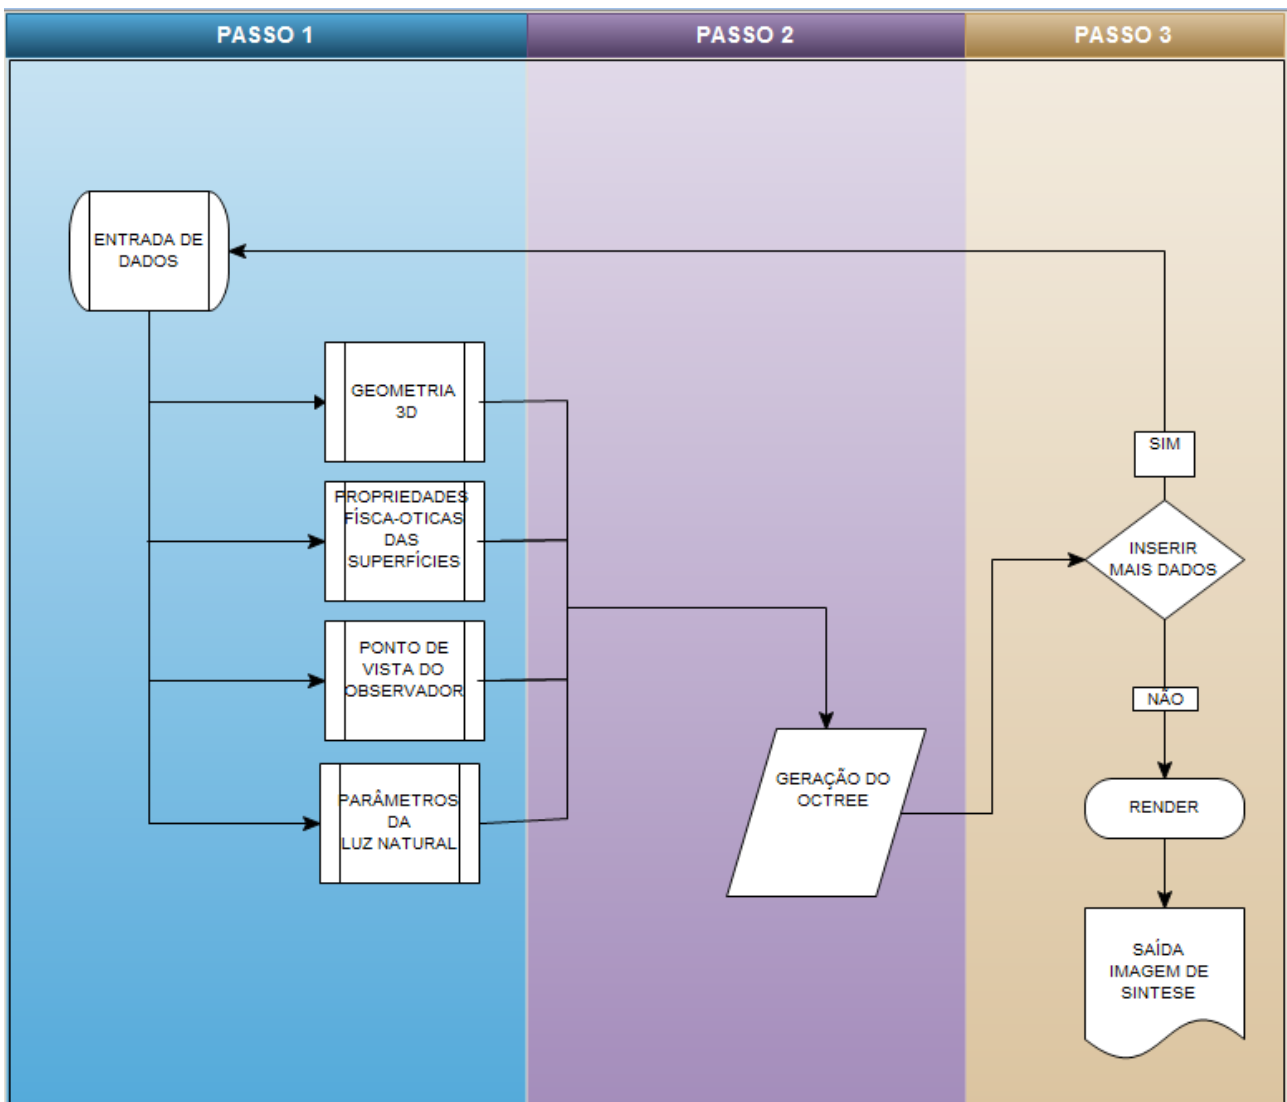 PASSO 1
PASSO 2
PASSO 3
ENTRADA DE
DADOS
GEOMETRIA
3D
PROPRIEDADES
FÍSCA-OTICAS
DAS
SUPERFÍCIES
PONTO DE
VISTA DO
OBSERVADOR
PARÂMETROS
DA
LUZ NATURAL
GERAÇÃO DO
OCTREE
SIM
INSERIR
MAIS DADOS
NÃO
RENDER
SAÍDA
IMAGEM DE
SINTESE